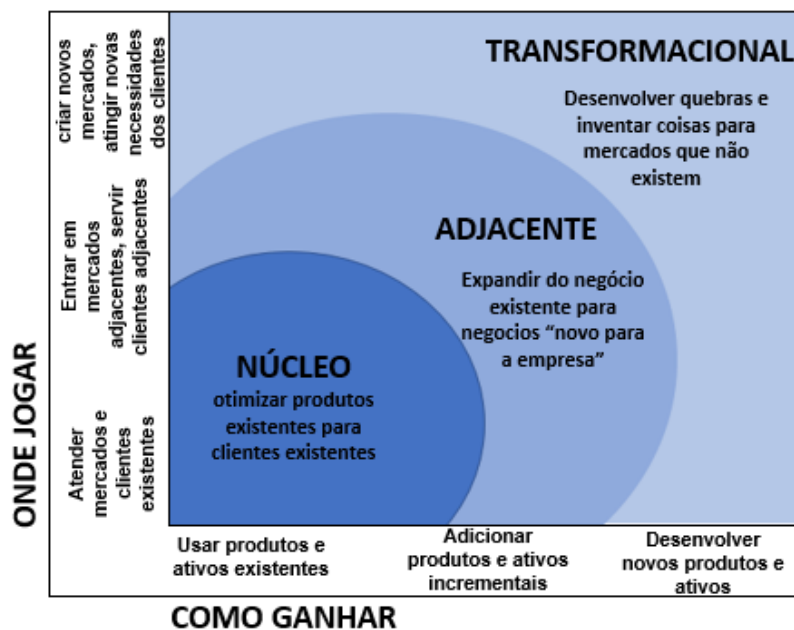 TRANSFORMACIONAL
Desenvolver quebras e
inventar coisas para
mercados que não
existem
ADJACENTE
Expandir do negócio
existente para
negocios “novo para
a empresa”
NÚCLEO
otimizar produtos
existentes para
clientes existentes
ONDE JOGAR
criar novos
mercados,
atingir novas
necessidades
dos clientes
Entrar em
mercados
adjacentes, servir
clientes adjacentes
Atender
mercados e
clientes
existentes
Usar produtos e
ativos existentes
Adicionar
produtos e ativos
incrementais
Desenvolver
novos produtos e
ativos
COMO GANHAR